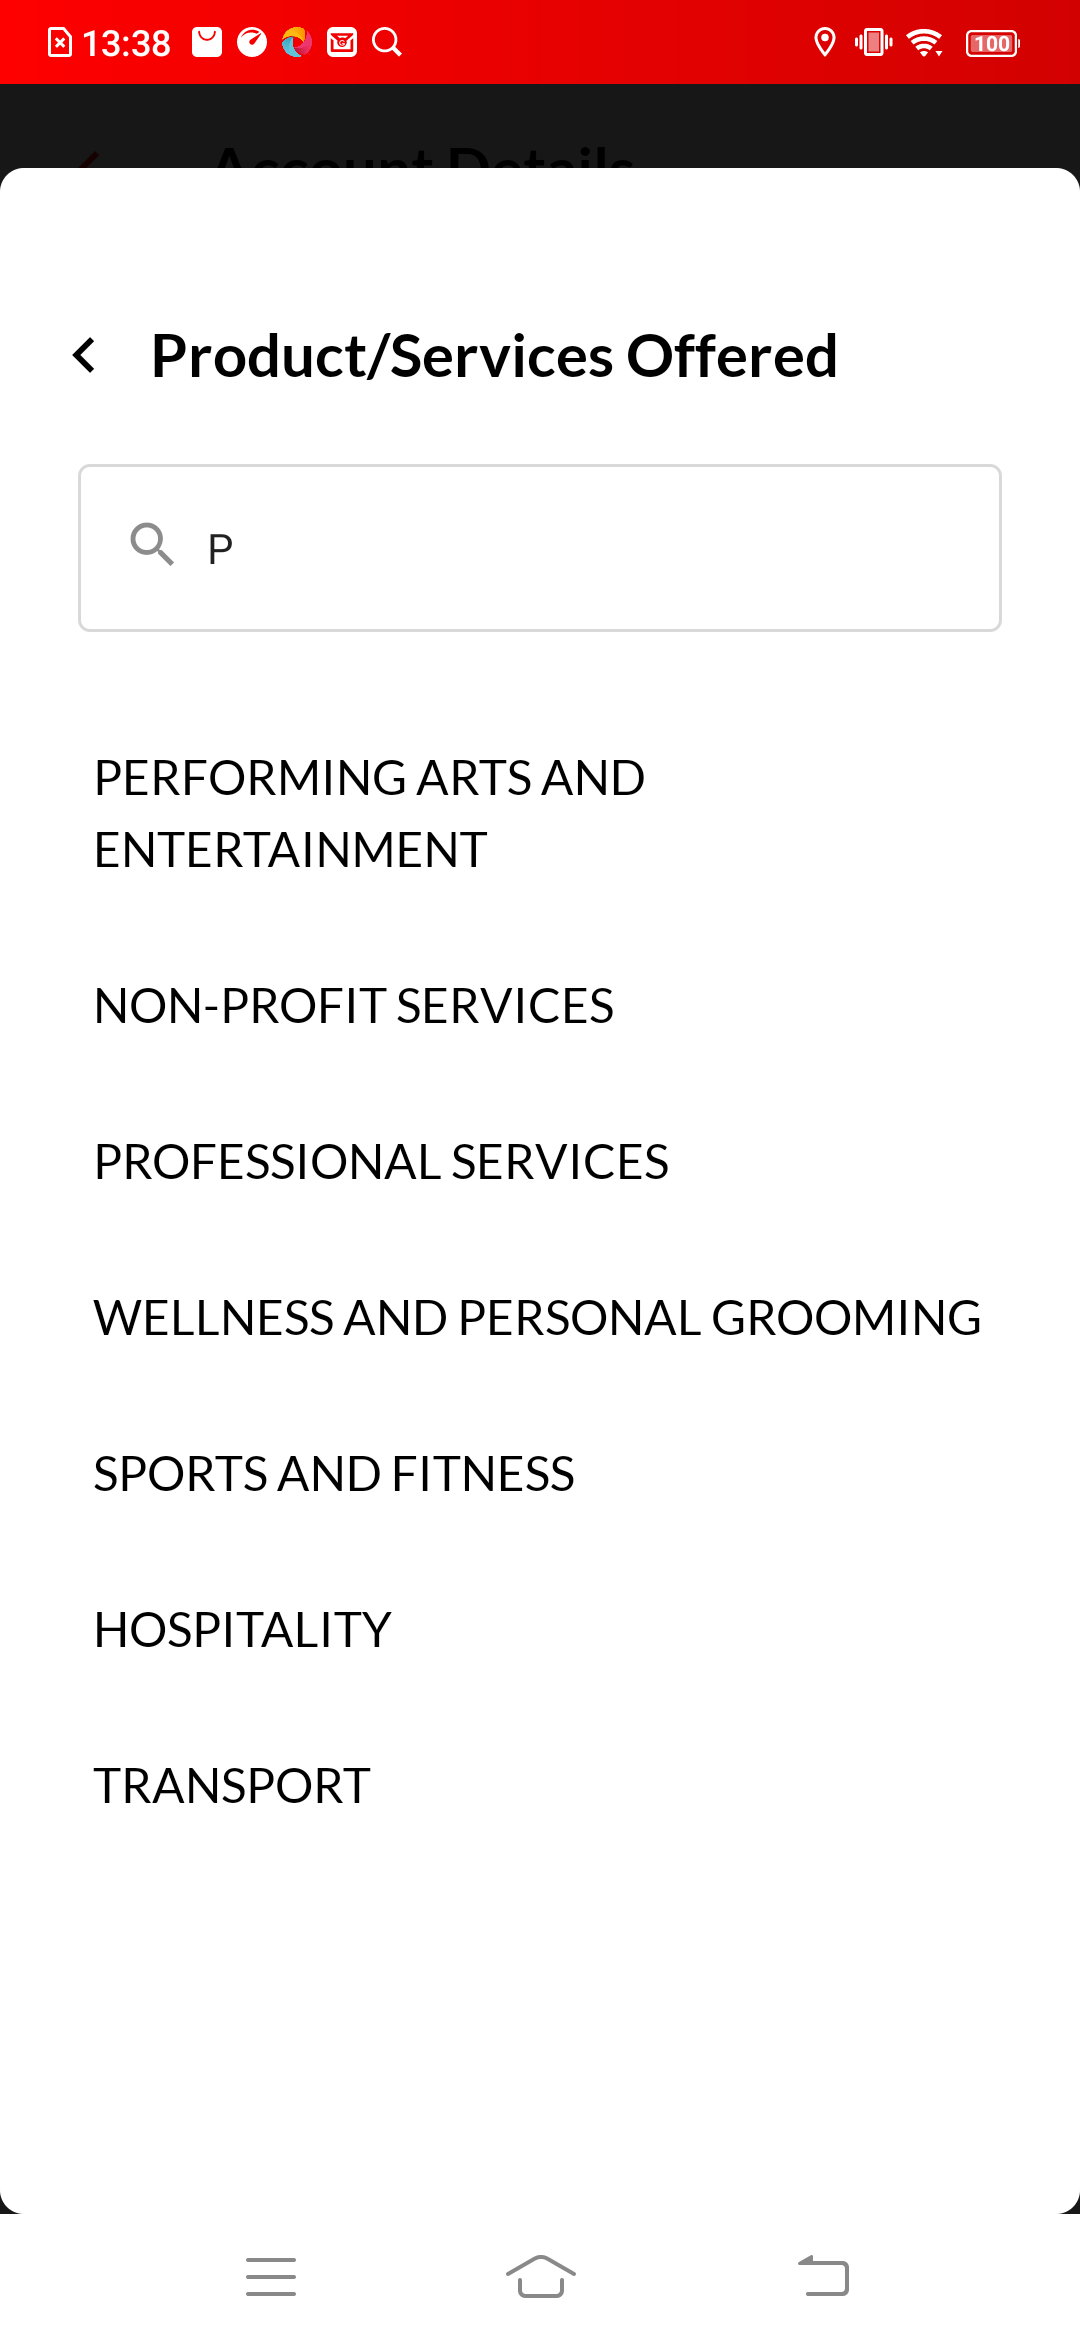 13:38
100
Account Details
Product/Services Offered
P
PERFORMING ARTS AND
ENTERTAINMENT
NON-PROFIT SERVICES
PROFESSIONAL SERVICES
WELLNESS AND PERSONAL GROOMING
SPORTS AND FITNESS
HOSPITALITY
TRANSPORT